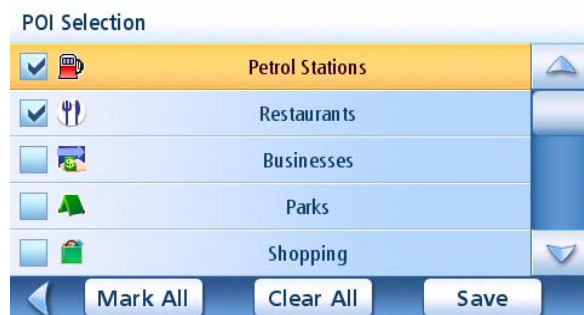 POI Selection
Petrol Stations
Restaurants
Businesses
Parks
Shopping
Mark All Clear All Save